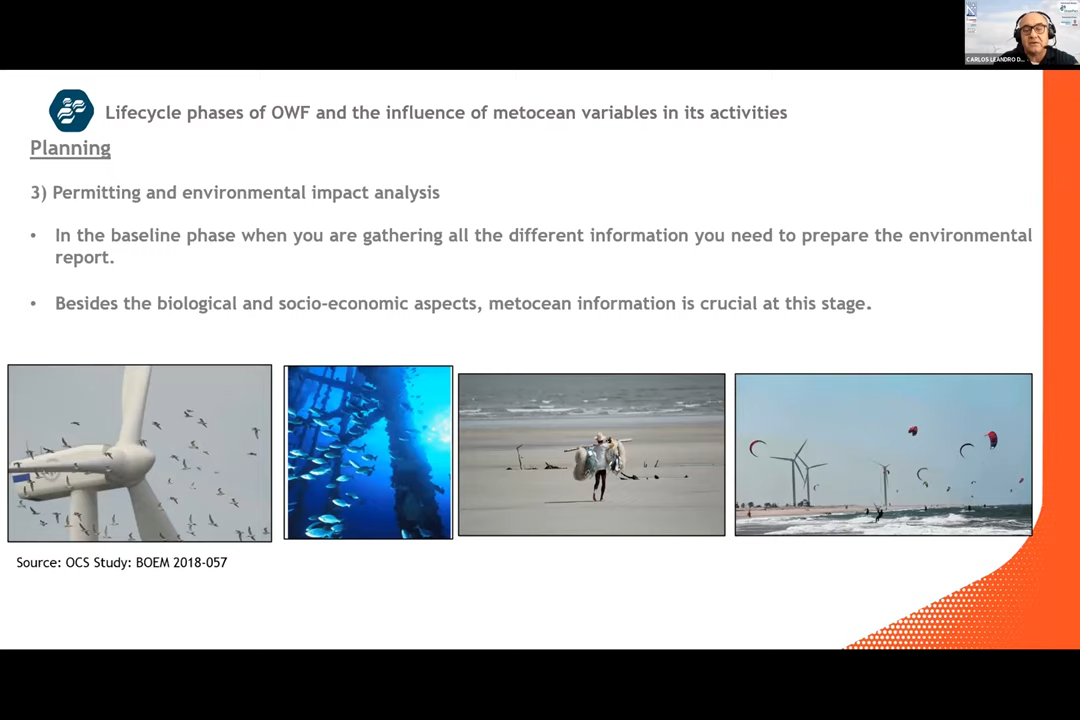 CARLOS LEANDRO D...
Lifecycle phases of OWF and the influence of metocean variables in its activities
Planning
3) Permitting and environmental impact analysis
• In the baseline phase when you are gathering all the different information you need to prepare the environmental
report.
• Besides the biological and socio-economic aspects, metocean information is crucial at this stage.
Source: OCS Study: BOEM 2018-057